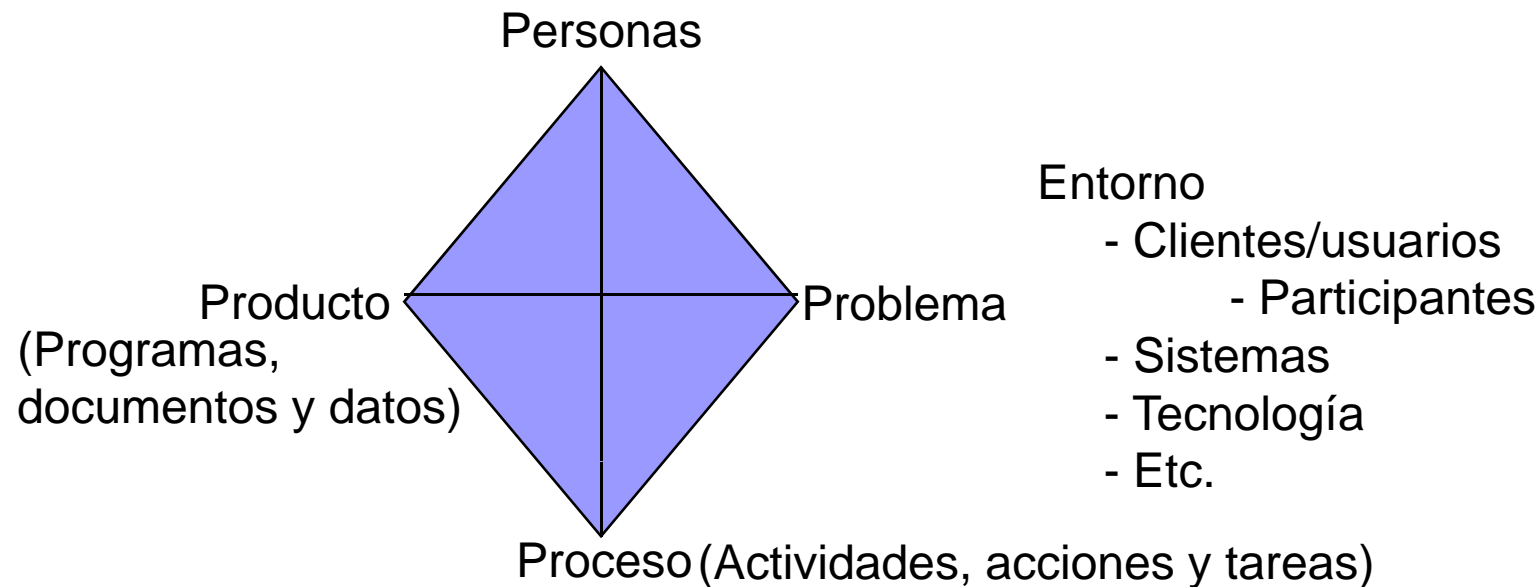 Personas
Producto
(Programas,
documentos y datos)
Problema
Proceso (Actividades, acciones y tareas)
Entorno
- Clientes/usuarios
- Participantes
- Sistemas
- Tecnología
- Etc.